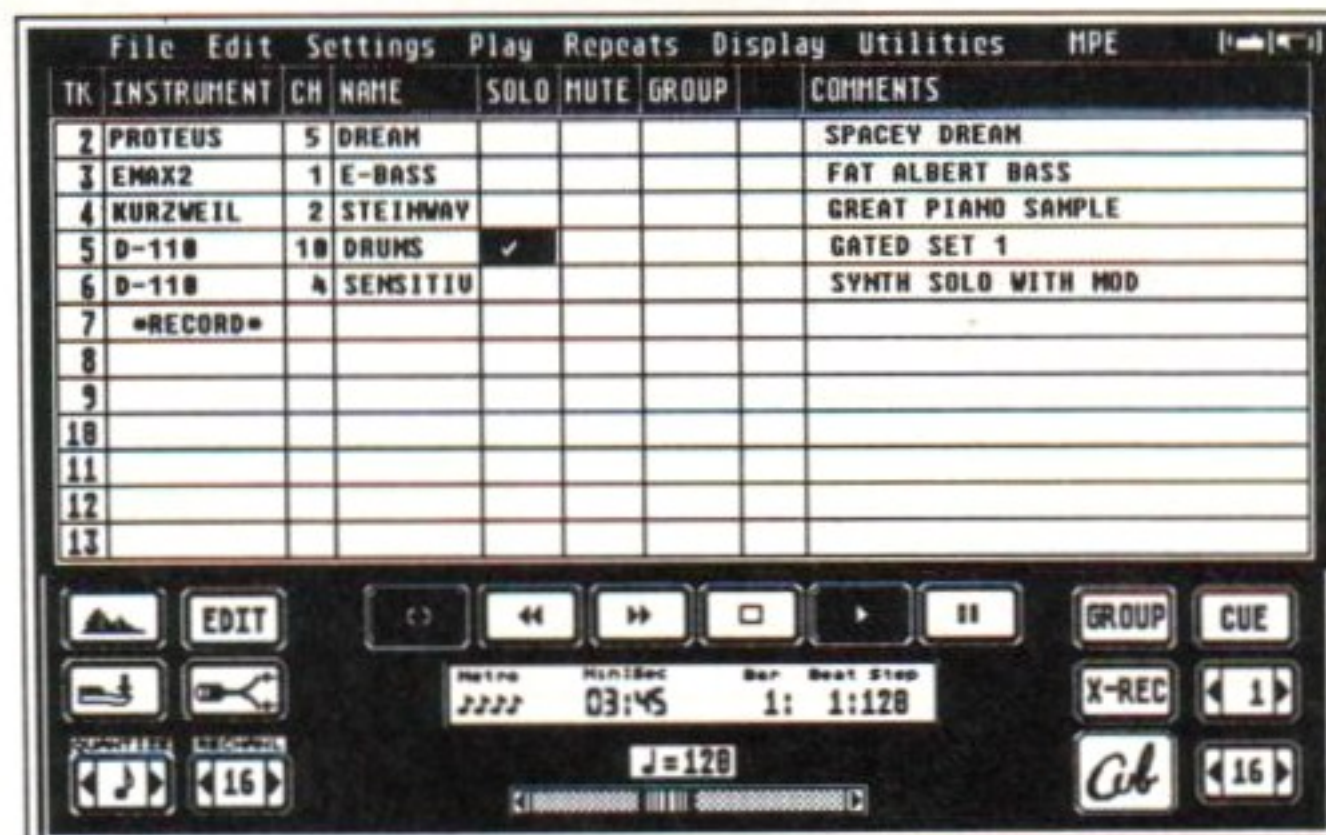 File Edit Settings Play Repeats Display Utilities MPE
TK INSTRUMENT CH NAME SOLO MUTE GROUP COMMENTS
2 PROTEUS 5 DREAM SPACEY DREAM
3 EMAX2 1 E-BASS FAT ALBERT BASS
4 KURZWEIL 2 STEINWAY GREAT PIANO SAMPLE
5 D-110 10 DRUMS ✓ GATED SET 1
6 D-110 4 SENSITIV SYNTH SOLO WITH MOD
7 *RECORD*
8
9
10
11
12
13
EDIT GROUP CUE
Metro Min:Sec Bar Beat Step
03:45 1: 1:128
X-REC 1
QUANTIZE RECHANL
16
♩=120
Cub 16